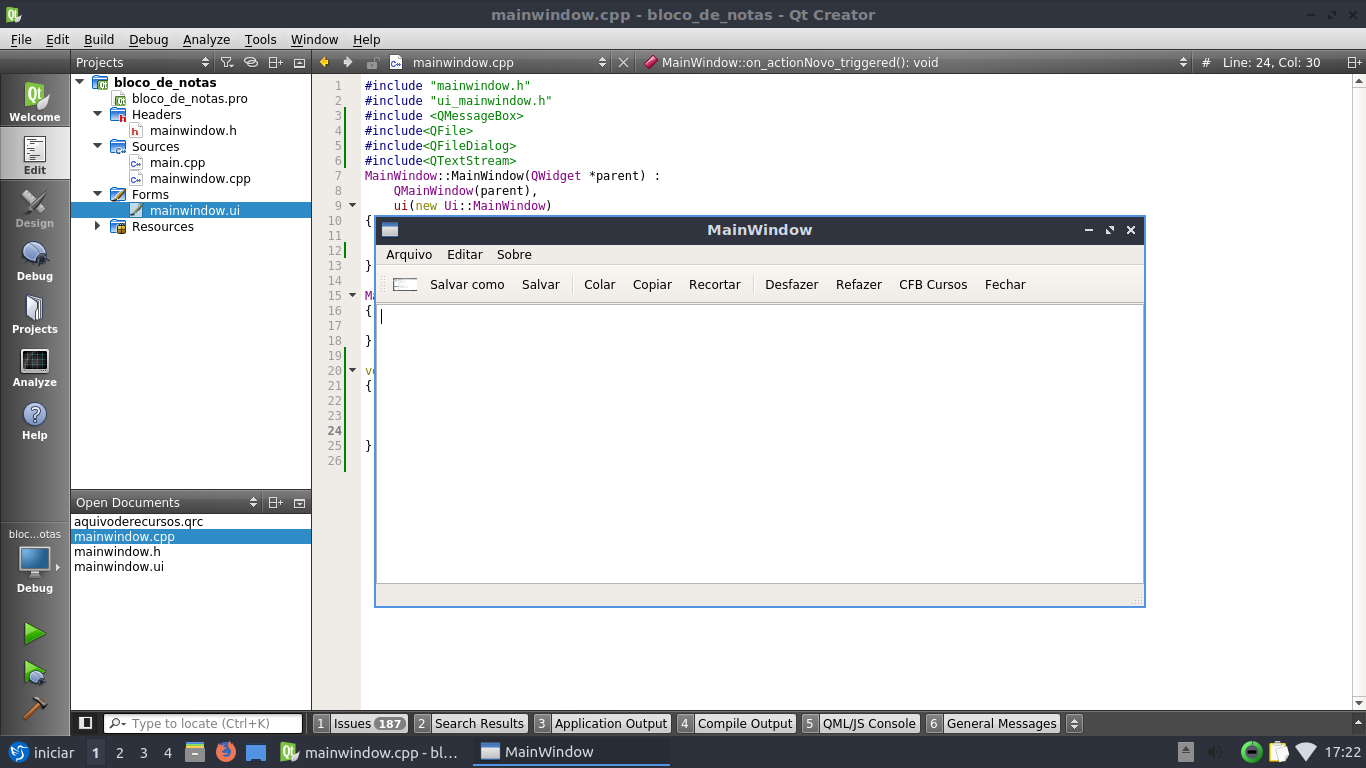 mainwindow.cpp - bloco_de_notas - Qt Creator
File Edit Build Debug Analyze Tools Window Help
Projects
mainwindow.cpp
MainWindow::on_actionNovo_triggered(): void
# Line: 24, Col: 30
Welcome
Edit
Design
Debug
Projects
Analyze
Help
bloc...otas
Debug
bloco_de_notas
bloco_de_notas.pro
Headers
mainwindow.h
Sources
main.cpp
mainwindow.cpp
Forms
mainwindow.ui
Resources
Open Documents
aquivoderecursos.qrc
mainwindow.cpp
mainwindow.h
mainwindow.ui
1 #include "mainwindow.h"
2 #include "ui_mainwindow.h"
3 #include <QMessageBox>
4 #include<QFile>
5 #include<QFileDialog>
6 #include<QTextStream>
7 MainWindow::MainWindow(QWidget *parent) :
8 QMainWindow(parent),
9 ui(new Ui::MainWindow)
10 {
11
12
13 }
14
15
16 {
17
18 }
19
20
21 {
22
23
24
25 }
26
MainWindow
Arquivo Editar Sobre
Salvar como Salvar Colar Copiar Recortar Desfazer Refazer CFB Cursos Fechar
Type to locate (Ctrl+K)
1 Issues 187 2 Search Results 3 Application Output 4 Compile Output 5 QML/JS Console 6 General Messages
iniciar 1 2 3 4 mainwindow.cpp - bl... MainWindow 17:22